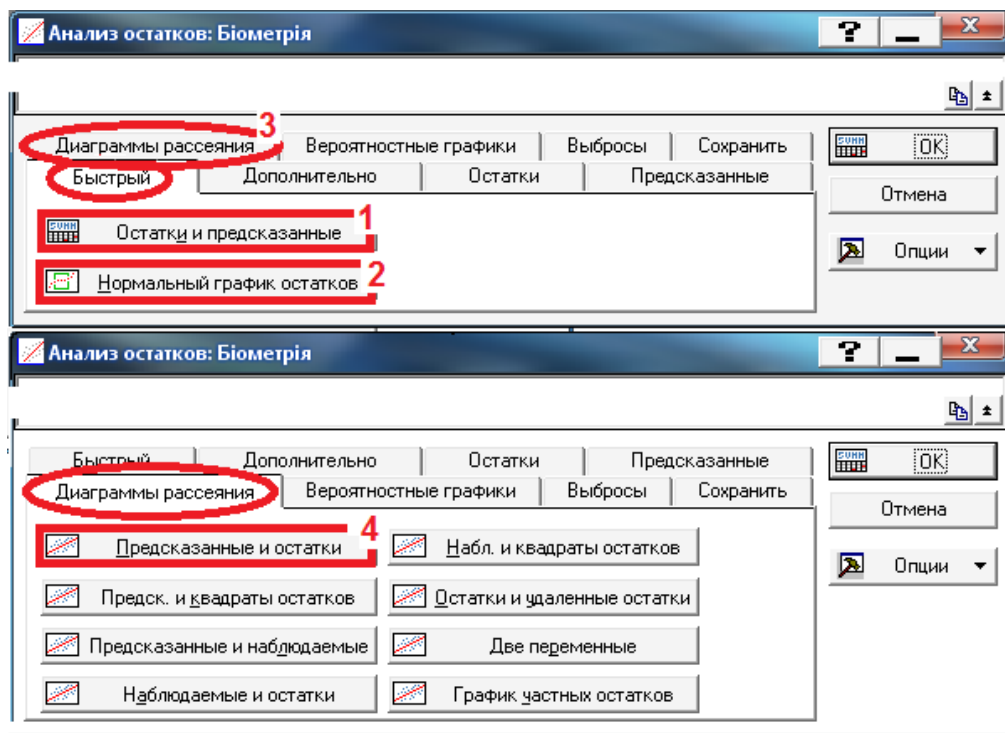 Анализ остатков: Біометрія
?
X
3
Диаграммы рассеяния Вероятностные графики Выбросы Сохранить
Быстрый Дополнительно Остатки Предсказанные
SUMM OK
Отмена
Опции
SUMM Остатки и предсказанные 1
Нормальный график остатков 2
Анализ остатков: Біометрія
?
X
Быстрый Дополнительно Остатки Предсказанные
Диаграммы рассеяния Вероятностные графики Выбросы Сохранить
SUMM OK
Отмена
Опции
Предсказанные и остатки 4 Набл. и квадраты остатков
Предск. и квадраты остатков Остатки и удаленные остатки
Предсказанные и наблюдаемые Две переменные
Наблюдаемые и остатки График частных остатков